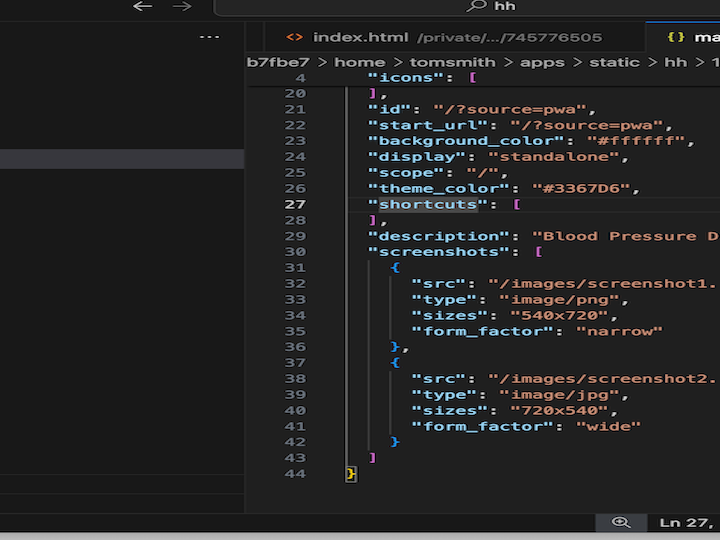 hh
index.html /private/.../745776505
{} ma
b7fbe7 > home > tomsmith > apps > static > hh > 1
4 "icons": [
20 ],
21 "id": "/?source=pwa",
22 "start_url": "/?source=pwa",
23 "background_color": "#ffffff",
24 "display": "standalone",
25 "scope": "/",
26 "theme_color": "#3367D6",
27 "shortcuts": [
28 ],
29 "description": "Blood Pressure D
30 "screenshots": [
31 {
32 "src": "/images/screenshot1.
33 "type": "image/png",
34 "sizes": "540x720",
35 "form_factor": "narrow"
36 },
37 {
38 "src": "/images/screenshot2.
39 "type": "image/jpg",
40 "sizes": "720x540",
41 "form_factor": "wide"
42 }
43 ]
44 }
Ln 27,